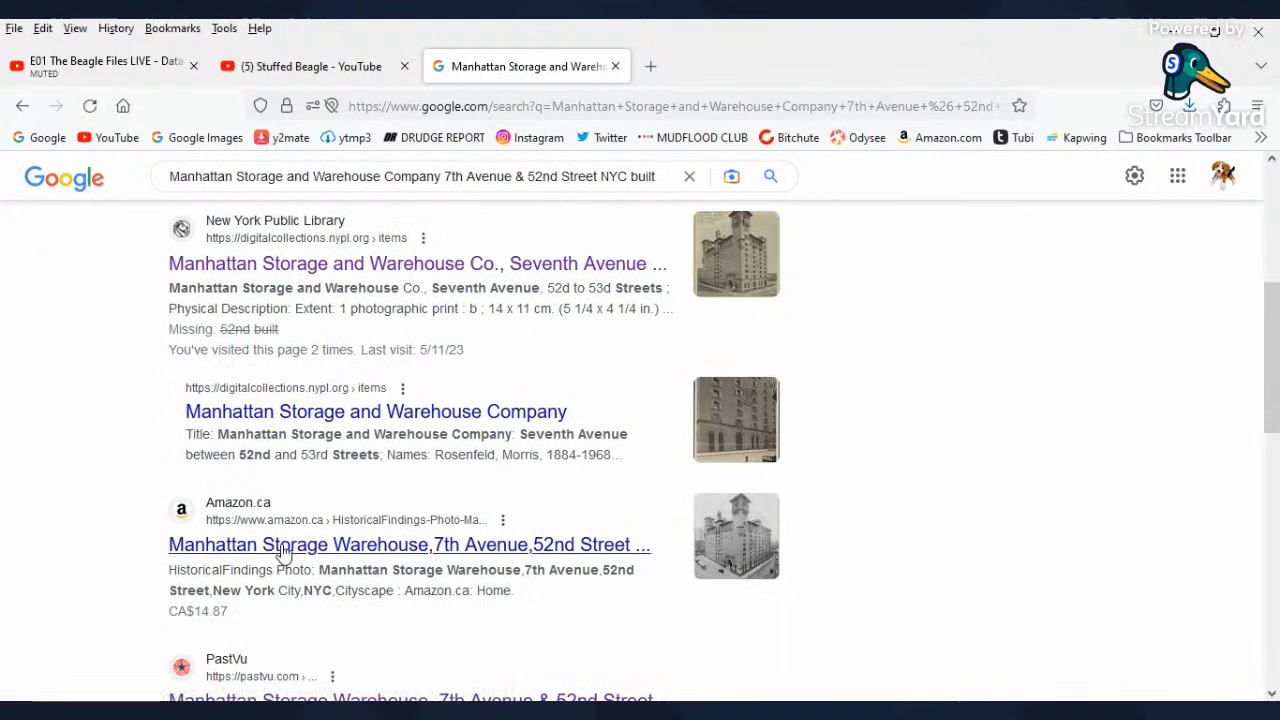 File Edit View History Bookmarks Tools Help
Powered by
E01 The Beagle Files LIVE - Data
MUTED
(5) Stuffed Beagle - YouTube
Manhattan Storage and Wareho
https://www.google.com/search?q=Manhattan+Storage+and+Warehouse+Company+7th+Avenue+%26+52nd+
StreamYard
Google YouTube Google Images y2mate ytmp3 DRUDGE REPORT Instagram Twitter MUDFLOOD CLUB Bitchute Odysee Amazon.com Tubi Kapwing Bookmarks Toolbar
Google
Manhattan Storage and Warehouse Company 7th Avenue & 52nd Street NYC built
New York Public Library
https://digitalcollections.nypl.org › items
Manhattan Storage and Warehouse Co., Seventh Avenue ...
Manhattan Storage and Warehouse Co., Seventh Avenue, 52d to 53d Streets ;
Physical Description: Extent: 1 photographic print : b ; 14 x 11 cm. (5 1/4 x 4 1/4 in.) ...
Missing: 52nd built
You've visited this page 2 times. Last visit: 5/11/23
https://digitalcollections.nypl.org › items
Manhattan Storage and Warehouse Company
Title: Manhattan Storage and Warehouse Company: Seventh Avenue
between 52nd and 53rd Streets; Names: Rosenfeld, Morris, 1884-1968...
Amazon.ca
https://www.amazon.ca › HistoricalFindings-Photo-Ma...
Manhattan Storage Warehouse,7th Avenue,52nd Street ...
HistoricalFindings Photo: Manhattan Storage Warehouse,7th Avenue,52nd
Street,New York City,NYC,Cityscape : Amazon.ca: Home.
CA$14.87
PastVu
https://pastvu.com › ...
Manhattan Storage Warehouse, 7th Avenue & 52nd Street